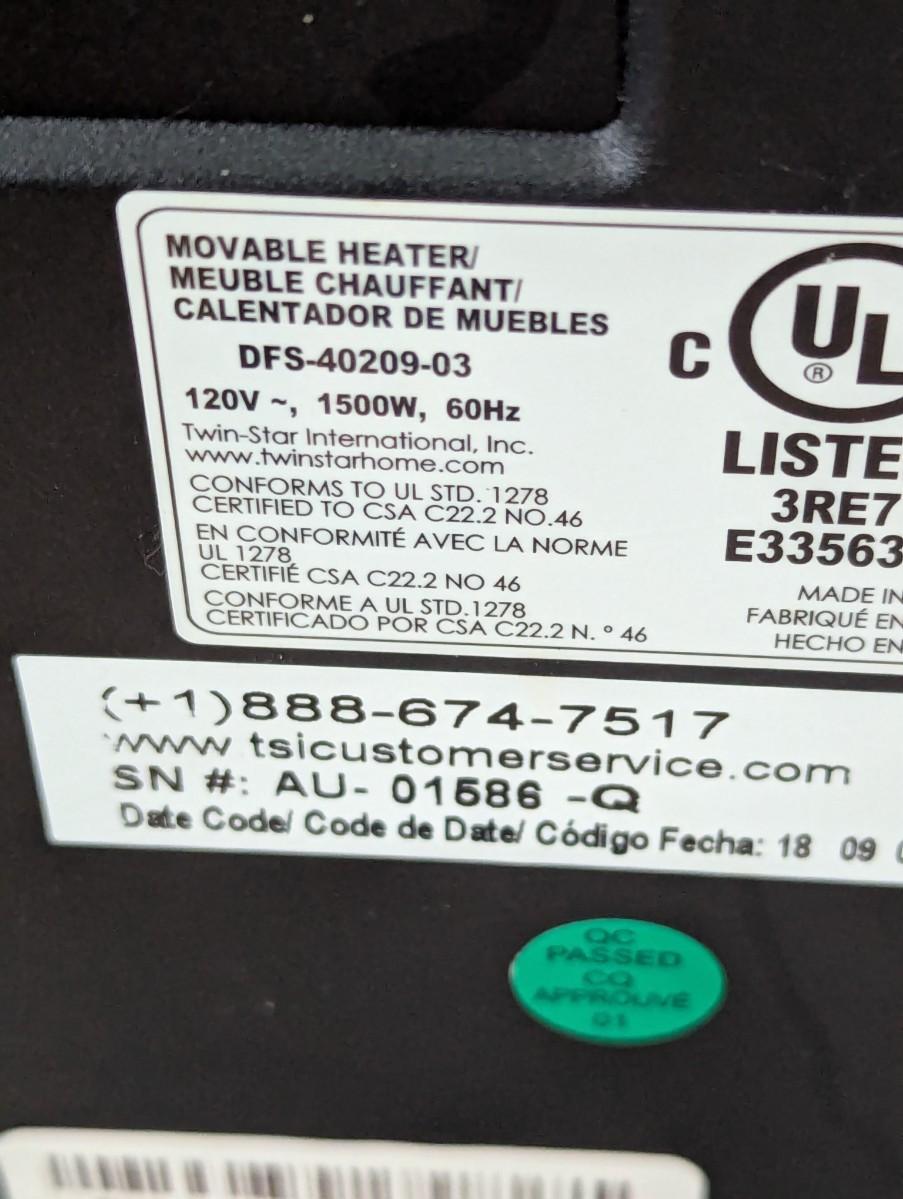 MOVABLE HEATER/
MEUBLE CHAUFFANT/
CALENTADOR DE MUEBLES
DFS-40209-03
120V ~, 1500W, 60Hz
Twin-Star International, Inc.
www.twinstarhome.com
CONFORMS TO UL STD. 1278
CERTIFIED TO CSA C22.2 NO.46
EN CONFORMITÉ AVEC LA NORME
UL 1278
CERTIFIÉ CSA C22.2 NO 46
CONFORME A UL STD.1278
CERTIFICADO POR CSA C22.2 N. ° 46
C UL ®
LISTE
3RE7
E33563
MADE IN
FABRIQUÉ EN
HECHO EN
(+1)888-674-7517
www tsicustomerservice.com
SN #: AU- 01586 -Q
Date Code/ Code de Date/ Código Fecha: 18 09
QC
PASSED
CQ
APPROUVÉ
01